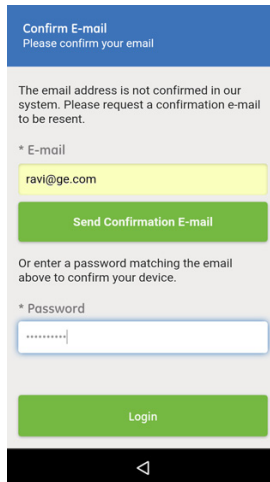 Confirm E-mail
Please confirm your email
The email address is not confirmed in our
system. Please request a confirmation e-mail
to be resent.
* E-mail
ravi@ge.com
Send Confirmation E-mail
Or enter a password matching the email
above to confirm your device.
* Password
••••••••••
Login